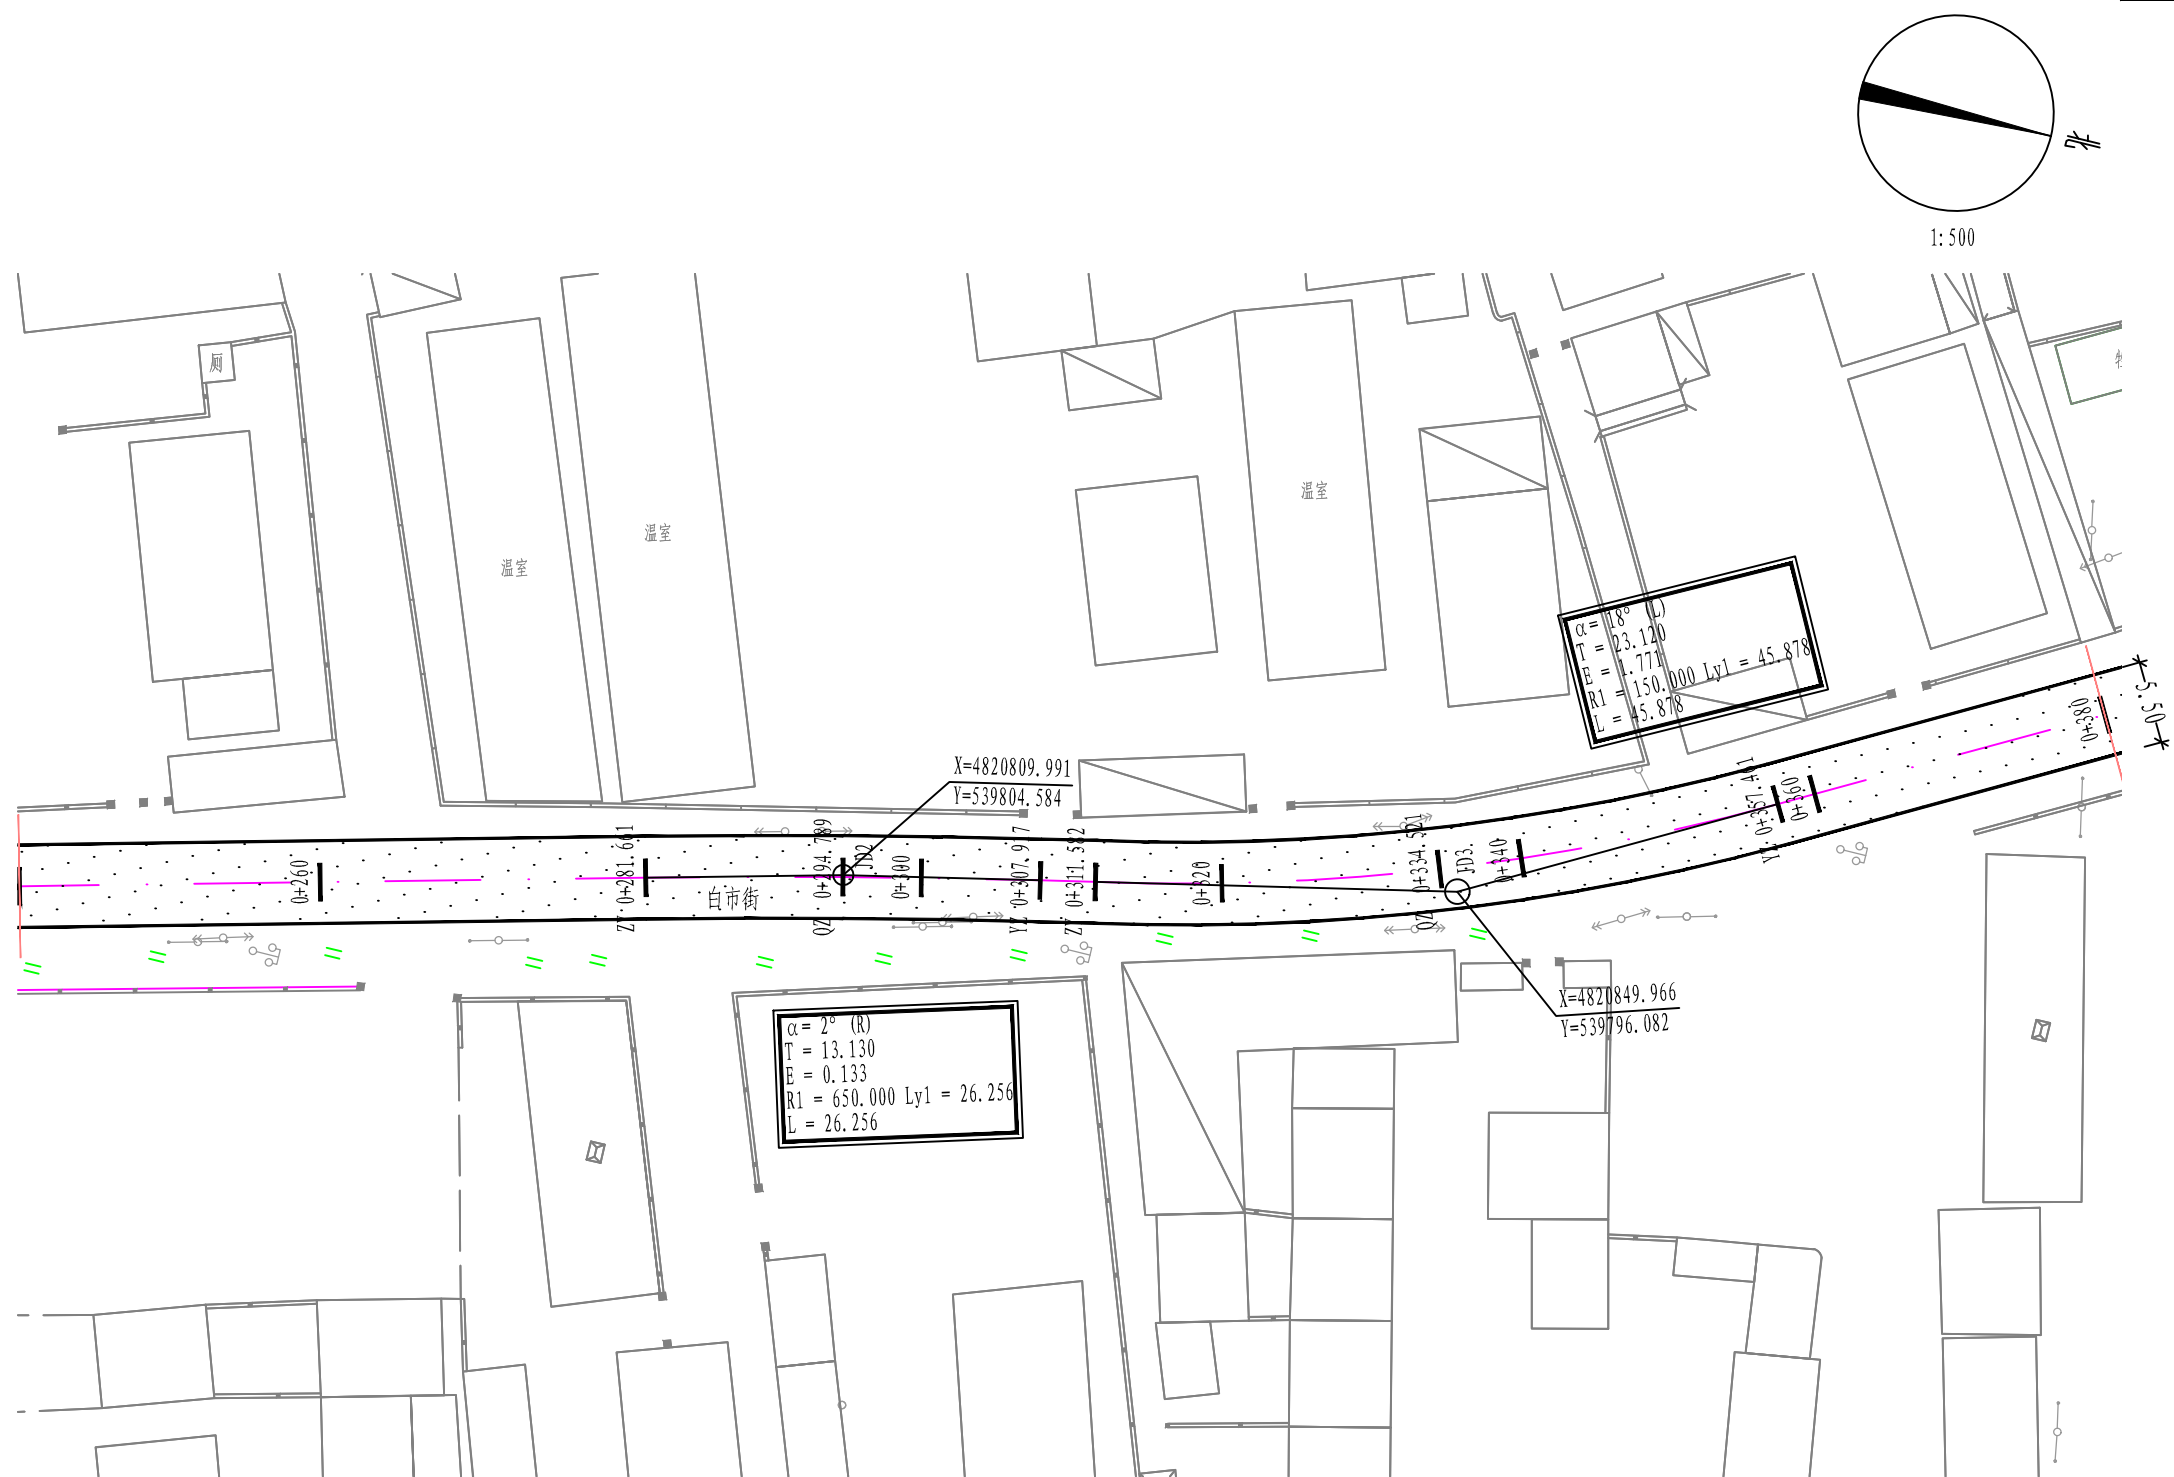 北
1:500
厕
温室
温室
温室
α= 18° (L)
T = 23.120
E = 1.771
R1 = 150.000 Ly1 = 45.878
L = 45.878
5.50
X=4820809.991
Y=539804.584
0+260
ZY 0+281.661
QZ 0+294.789
JD2
0+300
YZ 0+307.917
ZY 0+311.582
0+320
QZ 0+334.521
JD3
0+340
YZ 0+357.461
0+360
0+380
白市街
X=4820849.966
Y=539796.082
α= 2° (R)
T = 13.130
E = 0.133
R1 = 650.000 Ly1 = 26.256
L = 26.256